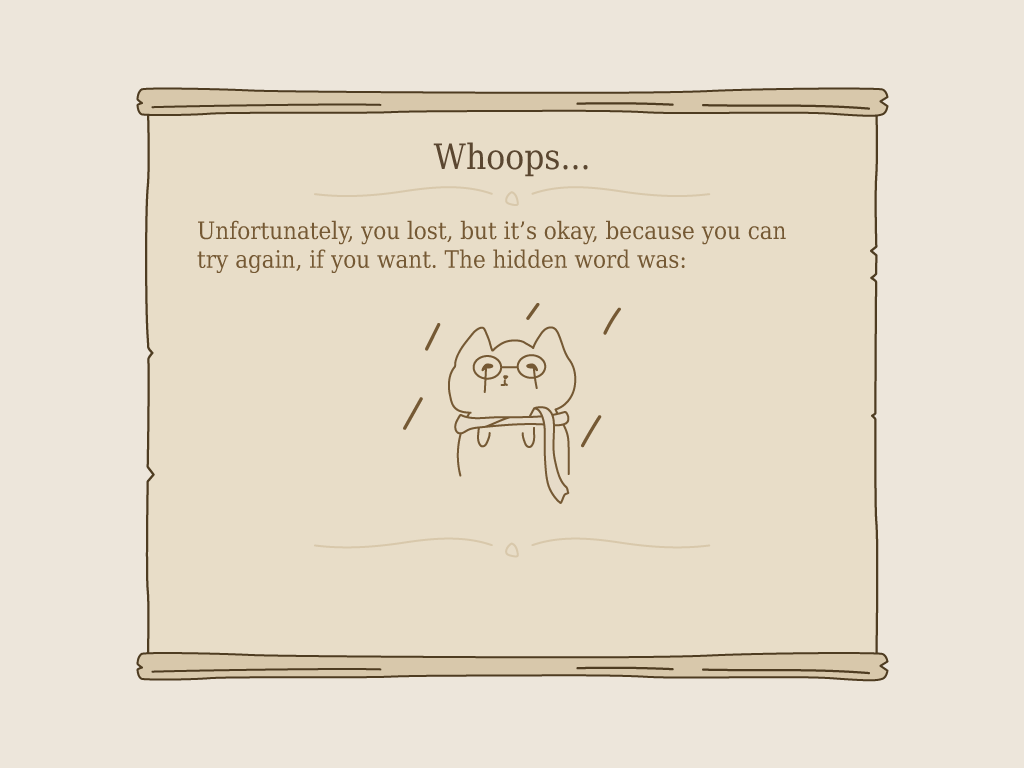 Whoops...
Unfortunately, you lost, but it’s okay, because you can
try again, if you want. The hidden word was: